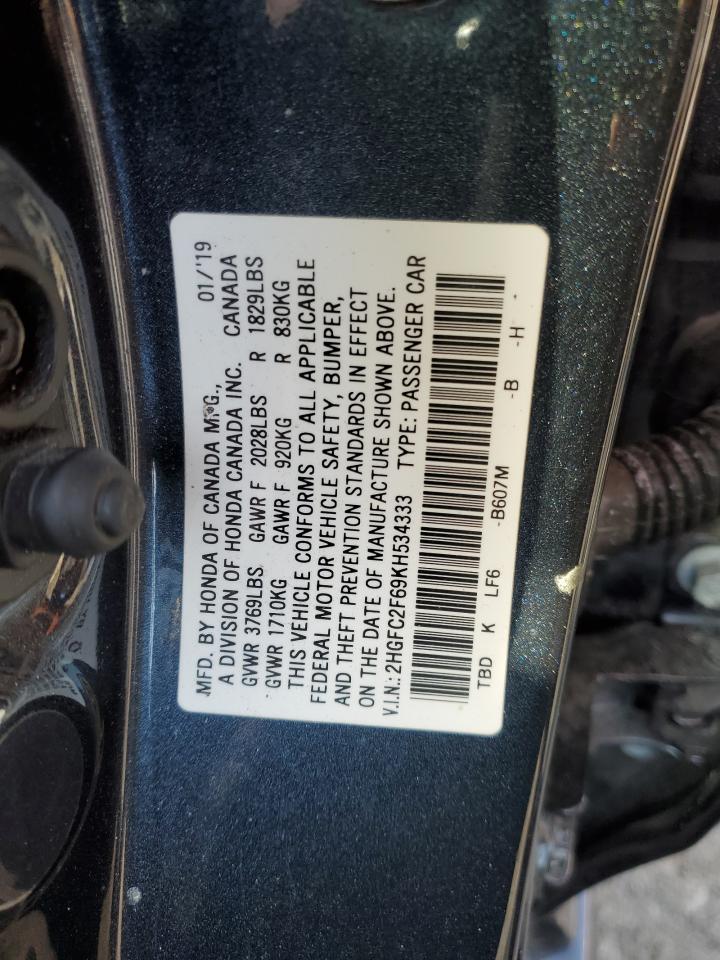 MFD. BY HONDA OF CANADA MFG., 01/'19
A DIVISION OF HONDA CANADA INC. CANADA
GVWR 3769LBS GAWR F 2028LBS R 1829LBS
GVWR 1710KG GAWR F 920KG R 830KG
THIS VEHICLE CONFORMS TO ALL APPLICABLE
FEDERAL MOTOR VEHICLE SAFETY, BUMPER,
AND THEFT PREVENTION STANDARDS IN EFFECT
ON THE DATE OF MANUFACTURE SHOWN ABOVE.
V.I.N.: 2HGFC2F69KH534333 TYPE: PASSENGER CAR
TBD K LF6 -B607M -B -H -